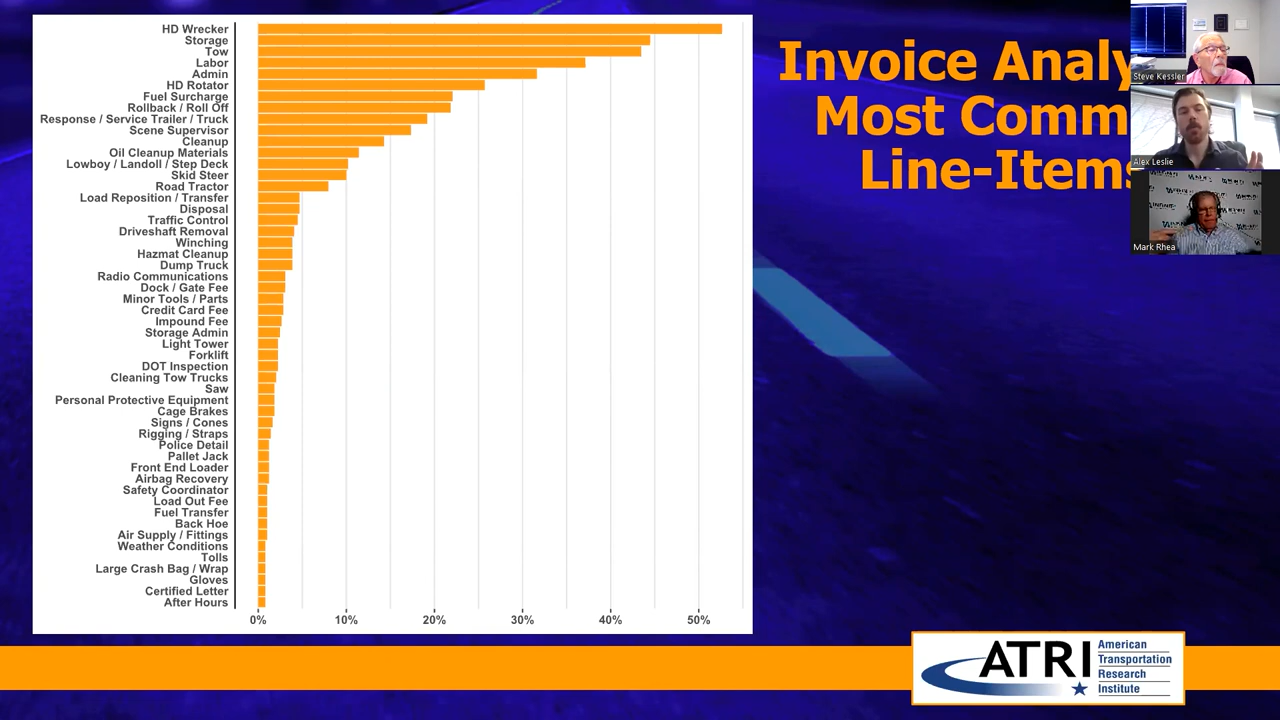 HD Wrecker
Storage
Tow
Labor
Admin
HD Rotator
Fuel Surcharge
Rollback / Roll Off
Response / Service Trailer / Truck
Scene Supervisor
Cleanup
Oil Cleanup Materials
Lowboy / Landoll / Step Deck
Skid Steer
Road Tractor
Load Reposition / Transfer
Disposal
Traffic Control
Driveshaft Removal
Winching
Hazmat Cleanup
Dump Truck
Radio Communications
Dock / Gate Fee
Minor Tools / Parts
Credit Card Fee
Impound Fee
Storage Admin
Light Tower
Forklift
DOT Inspection
Cleaning Tow Trucks
Saw
Personal Protective Equipment
Cage Brakes
Signs / Cones
Rigging / Straps
Police Detail
Pallet Jack
Front End Loader
Airbag Recovery
Safety Coordinator
Load Out Fee
Fuel Transfer
Back Hoe
Air Supply / Fittings
Weather Conditions
Tolls
Large Crash Bag / Wrap
Gloves
Certified Letter
After Hours
0% 10% 20% 30% 40% 50%
Invoice Analy
Most Comm
Line-Items
Steve Kessler
Alex Leslie
Mark Rhea
ATRI
American
Transportation
Research
Institute